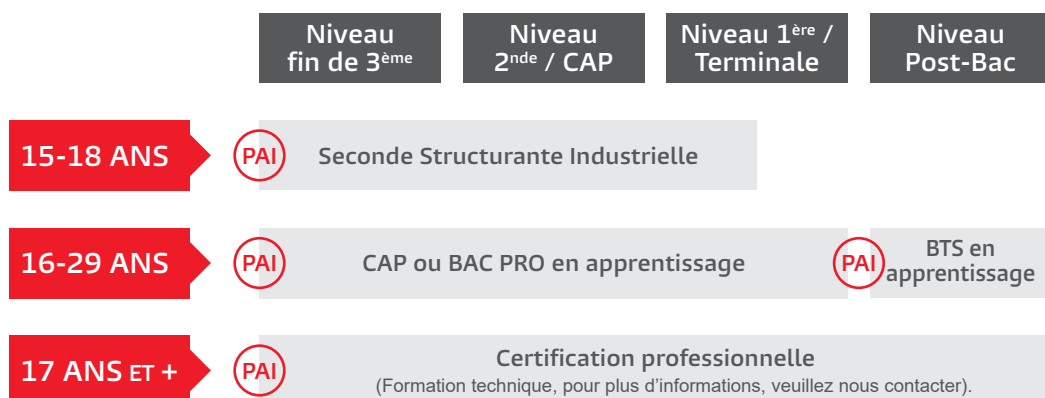 Niveau
fin de 3ème
Niveau
2nde / CAP
Niveau 1ère /
Terminale
Niveau
Post-Bac
15-18 ANS
PAI
Seconde Structurante Industrielle
16-29 ANS
PAI
CAP ou BAC PRO en apprentissage
PAI
BTS en
apprentissage
17 ANS ET +
PAI
Certification professionnelle
(Formation technique, pour plus d’informations, veuillez nous contacter).